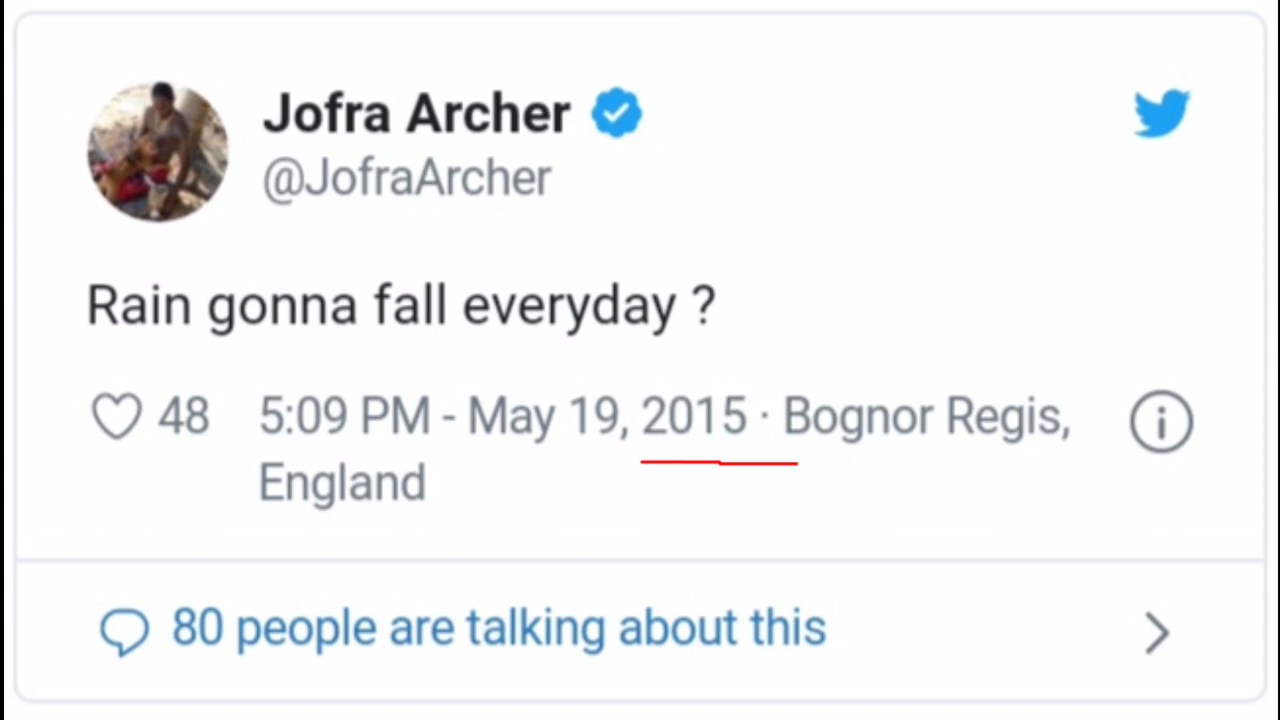 Jofra Archer
@JofraArcher
Rain gonna fall everyday ?
48 5:09 PM - May 19, 2015 · Bognor Regis,
England
80 people are talking about this